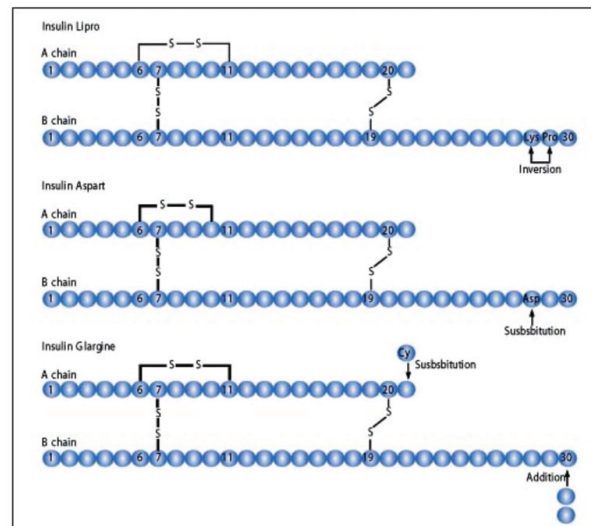 Insulin Lipro
A chain
S S
1 6 7 11 20
S S
S S
B chain
1 6 7 11 19 Lys Pro 30
Inversion
Insulin Aspart
A chain
S S
1 6 7 11 20
S S
S S
B chain
1 6 7 11 19 Asp 30
Susbsbitution
Insulin Glargine
Cy
Susbsbitution
A chain
S S
1 6 7 11 20
S S
S S
B chain
1 6 7 11 19 30
Addition